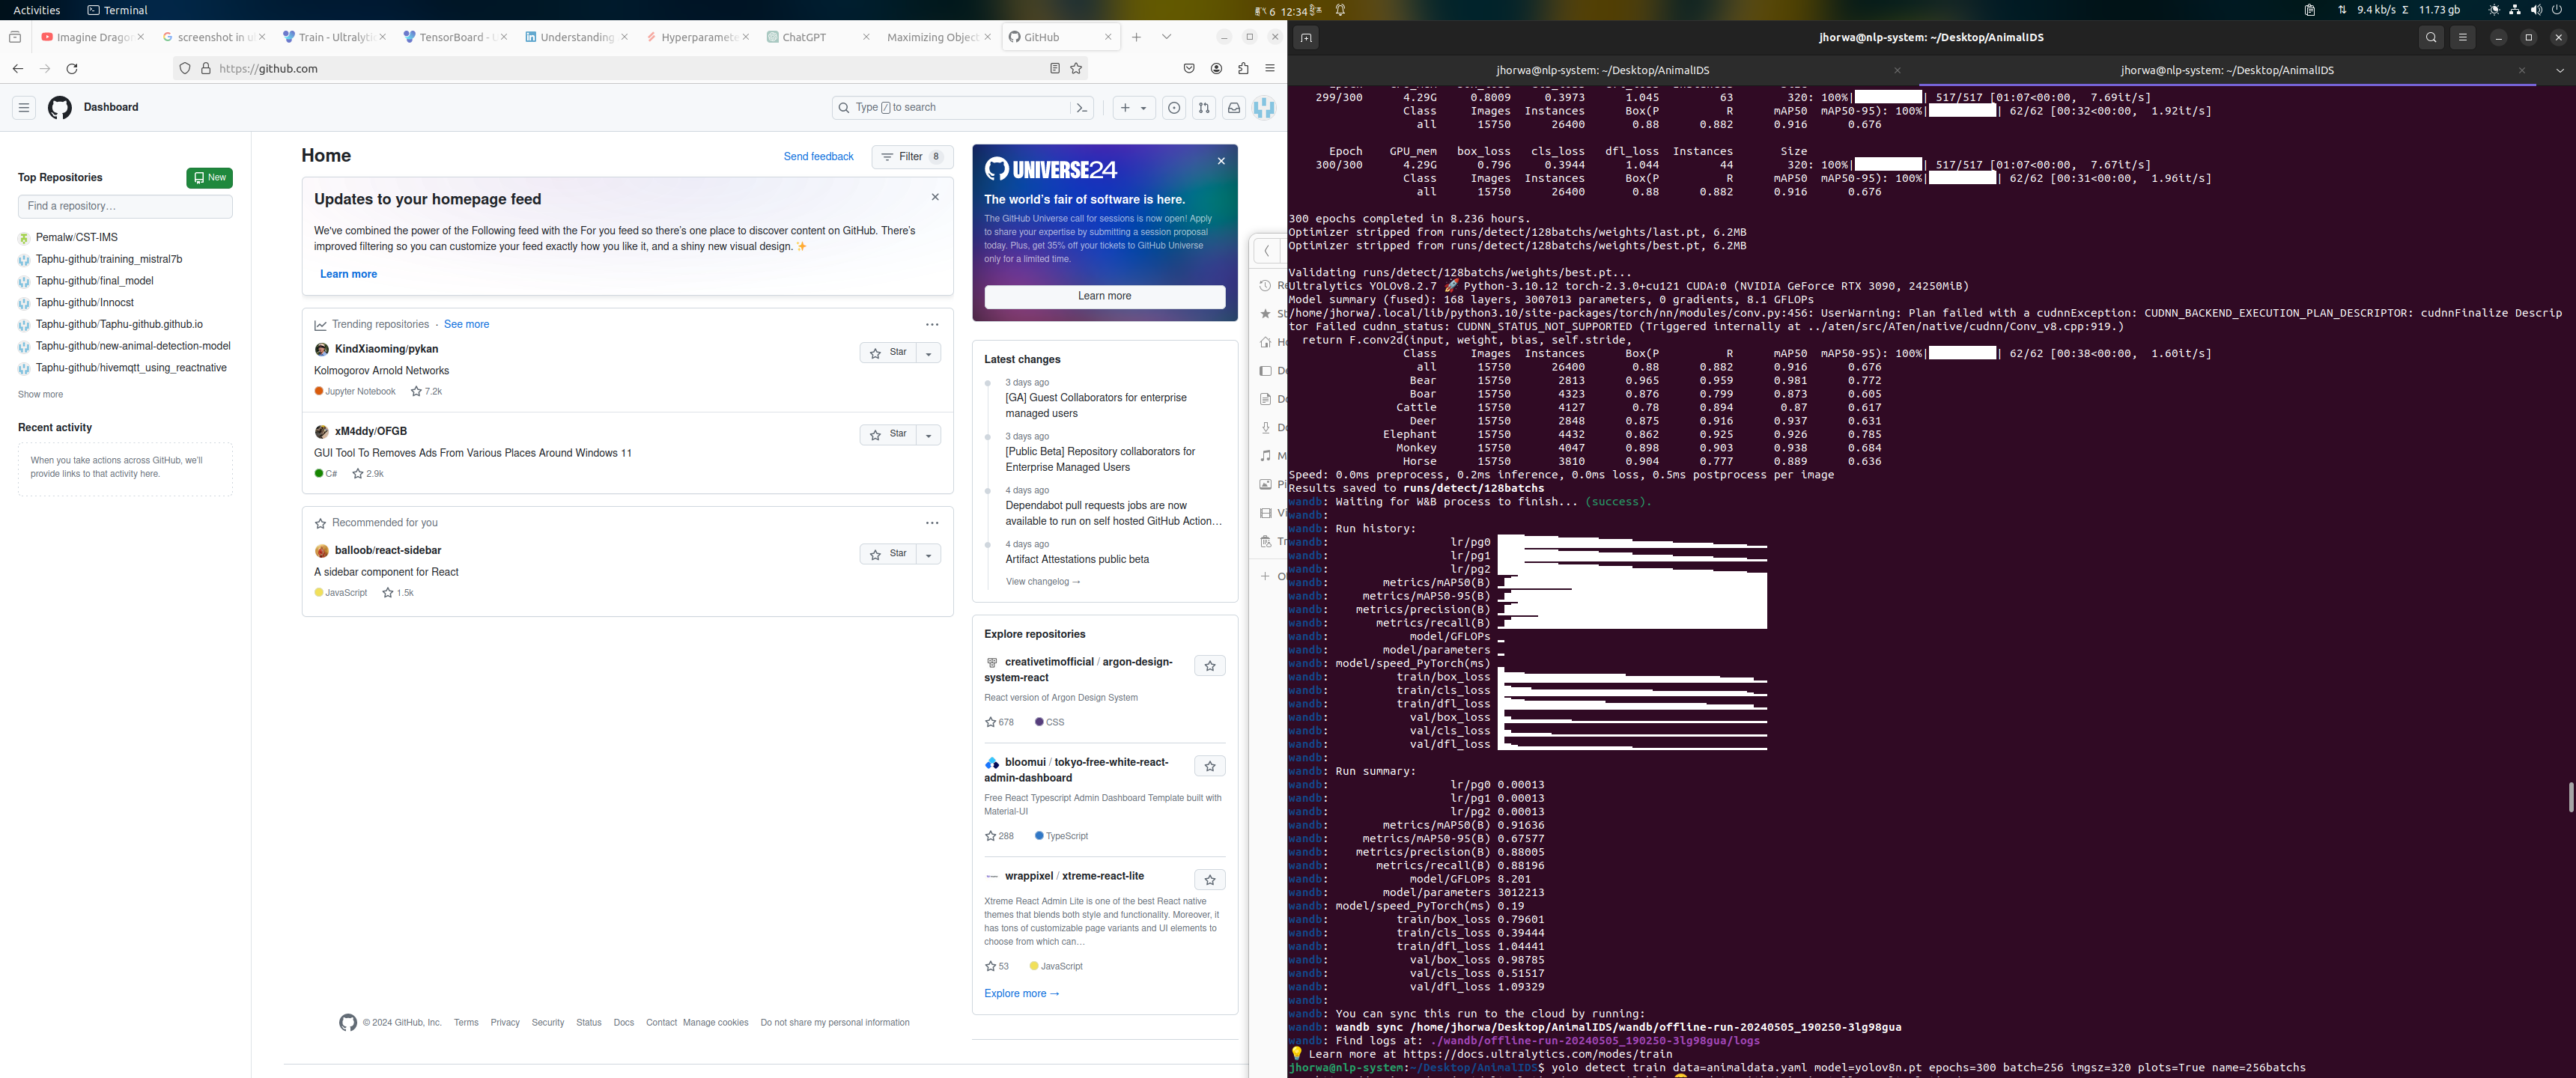 Activities
Terminal
6 12:34
9.4 kb/s Σ 11.73 gb
Imagine Dragon
screenshot in u
Train - Ultralytic
TensorBoard - U
Understanding
Hyperparamete
ChatGPT
Maximizing Object
GitHub
https://github.com
Dashboard
Type / to search
Top Repositories
New
Find a repository…
Pemalw/CST-IMS
Taphu-github/training_mistral7b
Taphu-github/final_model
Taphu-github/Innocst
Taphu-github/Taphu-github.github.io
Taphu-github/new-animal-detection-model
Taphu-github/hivemqtt_using_reactnative
Show more
Recent activity
When you take actions across GitHub, we'll
provide links to that activity here.
Home
Send feedback
Filter 8
Updates to your homepage feed
We've combined the power of the Following feed with the For you feed so there's one place to discover content on GitHub. There's
improved filtering so you can customize your feed exactly how you like it, and a shiny new visual design. ✨
Learn more
Trending repositories · See more
KindXiaoming/pykan
Star
Kolmogorov Arnold Networks
Jupyter Notebook 7.2k
xM4ddy/OFGB
Star
GUI Tool To Removes Ads From Various Places Around Windows 11
C# 2.9k
Recommended for you
balloob/react-sidebar
Star
A sidebar component for React
JavaScript 1.5k
© 2024 GitHub, Inc. Terms Privacy Security Status Docs Contact Manage cookies Do not share my personal information
UNIVERSE24
The world's fair of software is here.
The GitHub Universe call for sessions is now open! Apply
to share your expertise by submitting a session proposal
today. Plus, get 35% off your tickets to GitHub Universe
only for a limited time.
Learn more
Latest changes
3 days ago
[GA] Guest Collaborators for enterprise
managed users
3 days ago
[Public Beta] Repository collaborators for
Enterprise Managed Users
4 days ago
Dependabot pull requests jobs are now
available to run on self hosted GitHub Action…
4 days ago
Artifact Attestations public beta
View changelog →
Explore repositories
creativetimofficial / argon-design-
system-react
React version of Argon Design System
678 CSS
bloomui / tokyo-free-white-react-
admin-dashboard
Free React Typescript Admin Dashboard Template built with
Material-UI
288 TypeScript
wrappixel / xtreme-react-lite
Xtreme React Admin Lite is one of the best React native
themes that blends both style and functionality. Moreover, it
has tons of customizable page variants and UI elements to
choose from which can…
53 JavaScript
Explore more →
jhorwa@nlp-system: ~/Desktop/AnimalIDS
jhorwa@nlp-system: ~/Desktop/AnimalIDS
jhorwa@nlp-system: ~/Desktop/AnimalIDS
299/300 4.29G 0.8009 0.3973 1.045 63 320: 100%| | 517/517 [01:07<00:00, 7.69it/s]
Class Images Instances Box(P R mAP50 mAP50-95): 100%| | 62/62 [00:32<00:00, 1.92it/s]
all 15750 26400 0.88 0.882 0.916 0.676
Epoch GPU_mem box_loss cls_loss dfl_loss Instances Size
300/300 4.29G 0.796 0.3944 1.044 44 320: 100%| | 517/517 [01:07<00:00, 7.67it/s]
Class Images Instances Box(P R mAP50 mAP50-95): 100%| | 62/62 [00:31<00:00, 1.96it/s]
all 15750 26400 0.88 0.882 0.916 0.676
300 epochs completed in 8.236 hours.
Optimizer stripped from runs/detect/128batchs/weights/last.pt, 6.2MB
Optimizer stripped from runs/detect/128batchs/weights/best.pt, 6.2MB
Validating runs/detect/128batchs/weights/best.pt...
Ultralytics YOLOv8.2.7 🚀 Python-3.10.12 torch-2.3.0+cu121 CUDA:0 (NVIDIA GeForce RTX 3090, 24250MiB)
Model summary (fused): 168 layers, 3007013 parameters, 0 gradients, 8.1 GFLOPs
/home/jhorwa/.local/lib/python3.10/site-packages/torch/nn/modules/conv.py:456: UserWarning: Plan failed with a cudnnException: CUDNN_BACKEND_EXECUTION_PLAN_DESCRIPTOR: cudnnFinalize Descrip
tor Failed cudnn_status: CUDNN_STATUS_NOT_SUPPORTED (Triggered internally at ../aten/src/ATen/native/cudnn/Conv_v8.cpp:919.)
return F.conv2d(input, weight, bias, self.stride,
Class Images Instances Box(P R mAP50 mAP50-95): 100%| | 62/62 [00:38<00:00, 1.60it/s]
all 15750 26400 0.88 0.882 0.916 0.676
Bear 15750 2813 0.965 0.959 0.981 0.772
Boar 15750 4323 0.876 0.799 0.873 0.605
Cattle 15750 4127 0.78 0.894 0.87 0.617
Deer 15750 2848 0.875 0.916 0.937 0.631
Elephant 15750 4432 0.862 0.925 0.926 0.785
Monkey 15750 4047 0.898 0.903 0.938 0.684
Horse 15750 3810 0.904 0.777 0.889 0.636
Speed: 0.0ms preprocess, 0.2ms inference, 0.0ms loss, 0.5ms postprocess per image
Results saved to runs/detect/128batchs
wandb: Waiting for W&B process to finish... (success).
wandb:
wandb: Run history:
wandb: lr/pg0
wandb: lr/pg1
wandb: lr/pg2
wandb: metrics/mAP50(B)
wandb: metrics/mAP50-95(B)
wandb: metrics/precision(B)
wandb: metrics/recall(B)
wandb: model/GFLOPs
wandb: model/parameters
wandb: model/speed_PyTorch(ms)
wandb: train/box_loss
wandb: train/cls_loss
wandb: train/dfl_loss
wandb: val/box_loss
wandb: val/cls_loss
wandb: val/dfl_loss
wandb:
wandb: Run summary:
wandb: lr/pg0 0.00013
wandb: lr/pg1 0.00013
wandb: lr/pg2 0.00013
wandb: metrics/mAP50(B) 0.91636
wandb: metrics/mAP50-95(B) 0.67577
wandb: metrics/precision(B) 0.88005
wandb: metrics/recall(B) 0.88196
wandb: model/GFLOPs 8.201
wandb: model/parameters 3012213
wandb: model/speed_PyTorch(ms) 0.19
wandb: train/box_loss 0.79601
wandb: train/cls_loss 0.39444
wandb: train/dfl_loss 1.04441
wandb: val/box_loss 0.98785
wandb: val/cls_loss 0.51517
wandb: val/dfl_loss 1.09329
wandb:
wandb: You can sync this run to the cloud by running:
wandb: wandb sync /home/jhorwa/Desktop/AnimalIDS/wandb/offline-run-20240505_190250-3lg98gua
wandb: Find logs at: ./wandb/offline-run-20240505_190250-3lg98gua/logs
💡 Learn more at https://docs.ultralytics.com/modes/train
jhorwa@nlp-system:~/Desktop/AnimalIDS$ yolo detect train data=animaldata.yaml model=yolov8n.pt epochs=300 batch=256 imgsz=320 plots=True name=256batchs